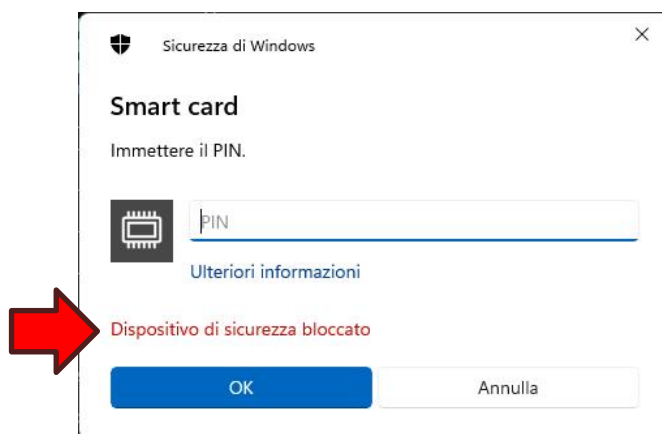 Sicurezza di Windows
Smart card
Immettere il PIN.
PIN
Ulteriori informazioni
Dispositivo di sicurezza bloccato
OK
Annulla